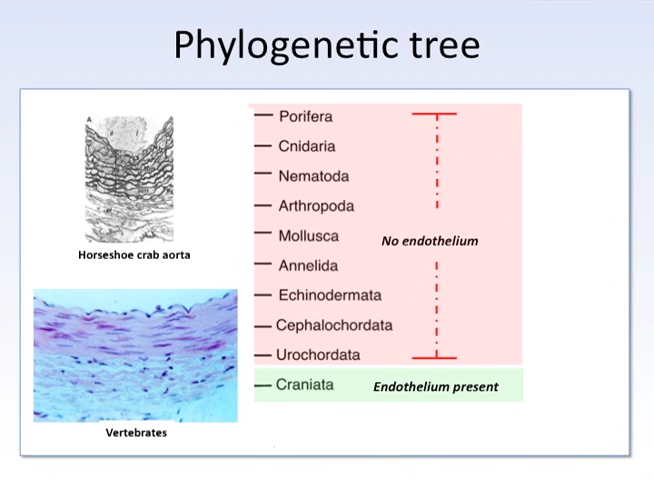 Phylogenetic tree
A
Horseshoe crab aorta
Vertebrates
Porifera
Cnidaria
Nematoda
Arthropoda
Mollusca
No endothelium
Annelida
Echinodermata
Cephalochordata
Urochordata
Craniata
Endothelium present